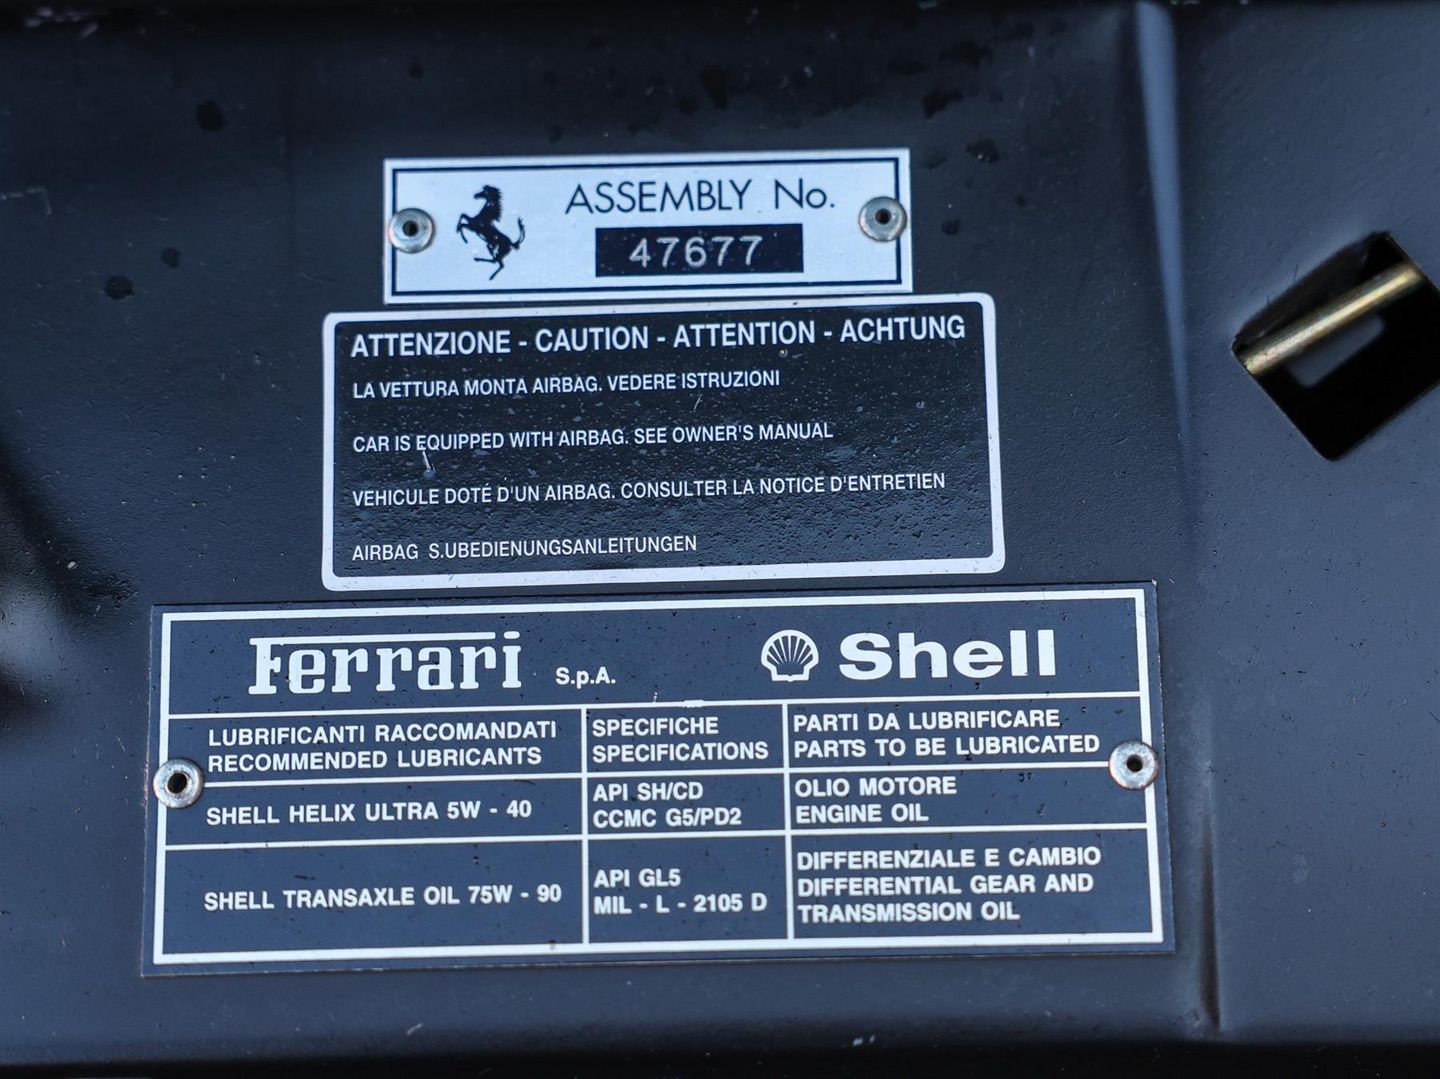 ASSEMBLY No.
47677
ATTENZIONE - CAUTION - ATTENTION - ACHTUNG
LA VETTURA MONTA AIRBAG. VEDERE ISTRUZIONI
CAR IS EQUIPPED WITH AIRBAG. SEE OWNER'S MANUAL
VEHICULE DOTÉ D'UN AIRBAG. CONSULTER LA NOTICE D'ENTRETIEN
AIRBAG S.UBEDIENUNGSANLEITUNGEN
Ferrari S.p.A. Shell
LUBRIFICANTI RACCOMANDATI
RECOMMENDED LUBRICANTS
SPECIFICHE
SPECIFICATIONS
PARTI DA LUBRIFICARE
PARTS TO BE LUBRICATED
SHELL HELIX ULTRA 5W - 40
API SH/CD
CCMC G5/PD2
OLIO MOTORE
ENGINE OIL
SHELL TRANSAXLE OIL 75W - 90
API GL5
MIL - L - 2105 D
DIFFERENZIALE E CAMBIO
DIFFERENTIAL GEAR AND
TRANSMISSION OIL